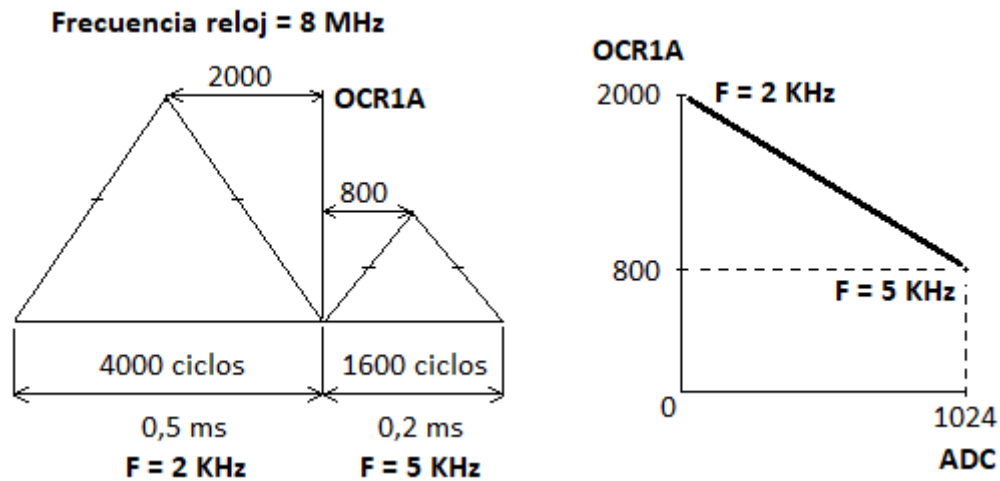 Frecuencia reloj = 8 MHz
2000
OCR1A
800
4000 ciclos
1600 ciclos
0,5 ms
0,2 ms
F = 2 KHz
F = 5 KHz
OCR1A
2000
F = 2 KHz
800
F = 5 KHz
0
1024
ADC